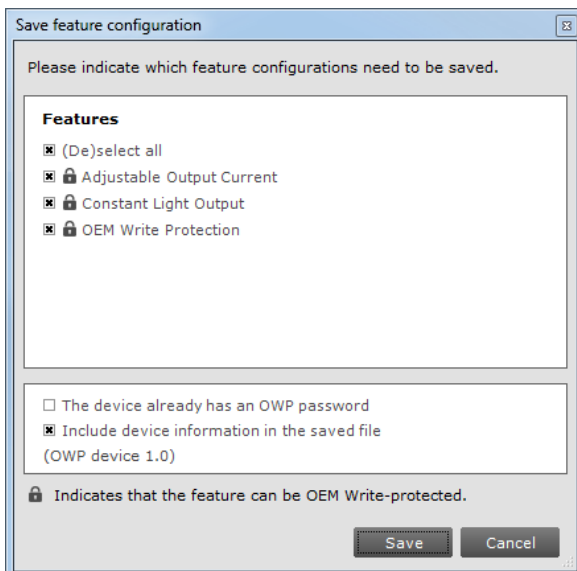 Save feature configuration
Please indicate which feature configurations need to be saved.
Features
(De)select all
Adjustable Output Current
Constant Light Output
OEM Write Protection
The device already has an OWP password
Include device information in the saved file
(OWP device 1.0)
Indicates that the feature can be OEM Write-protected.
Save Cancel